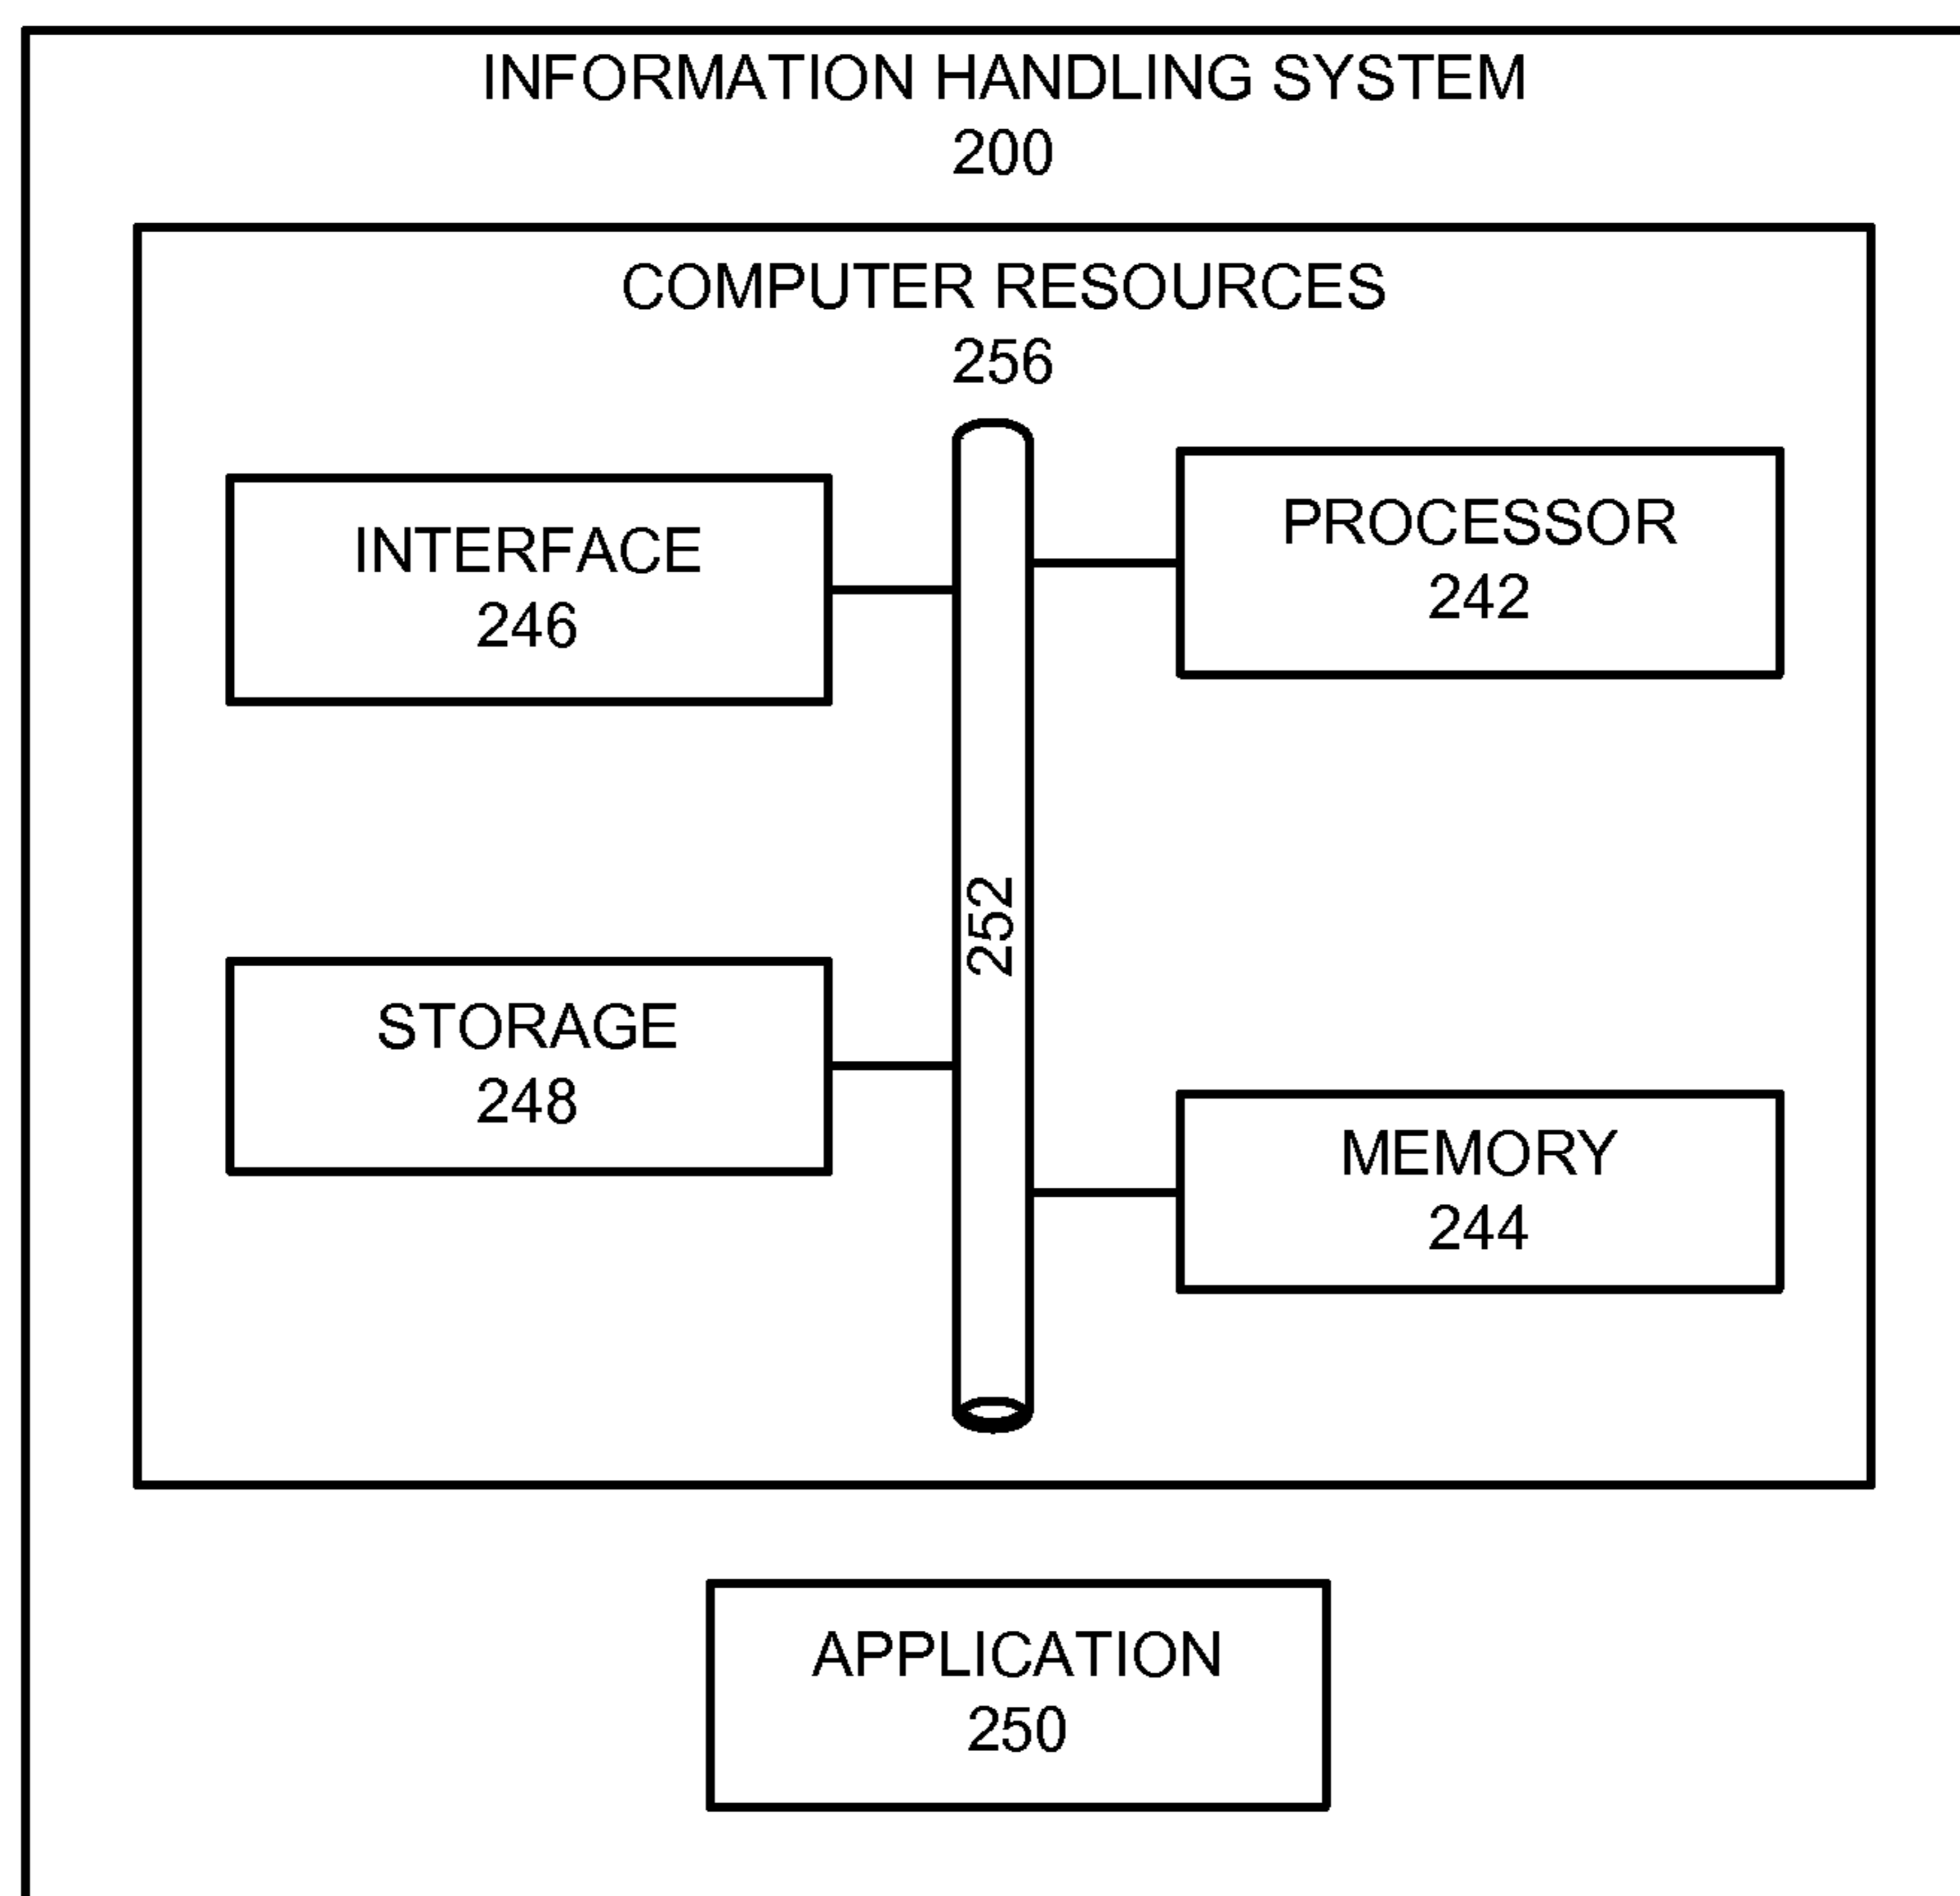 INFORMATION HANDLING SYSTEM
200
COMPUTER RESOURCES
256
INTERFACE
246
PROCESSOR
242
252
STORAGE
248
MEMORY
244
APPLICATION
250